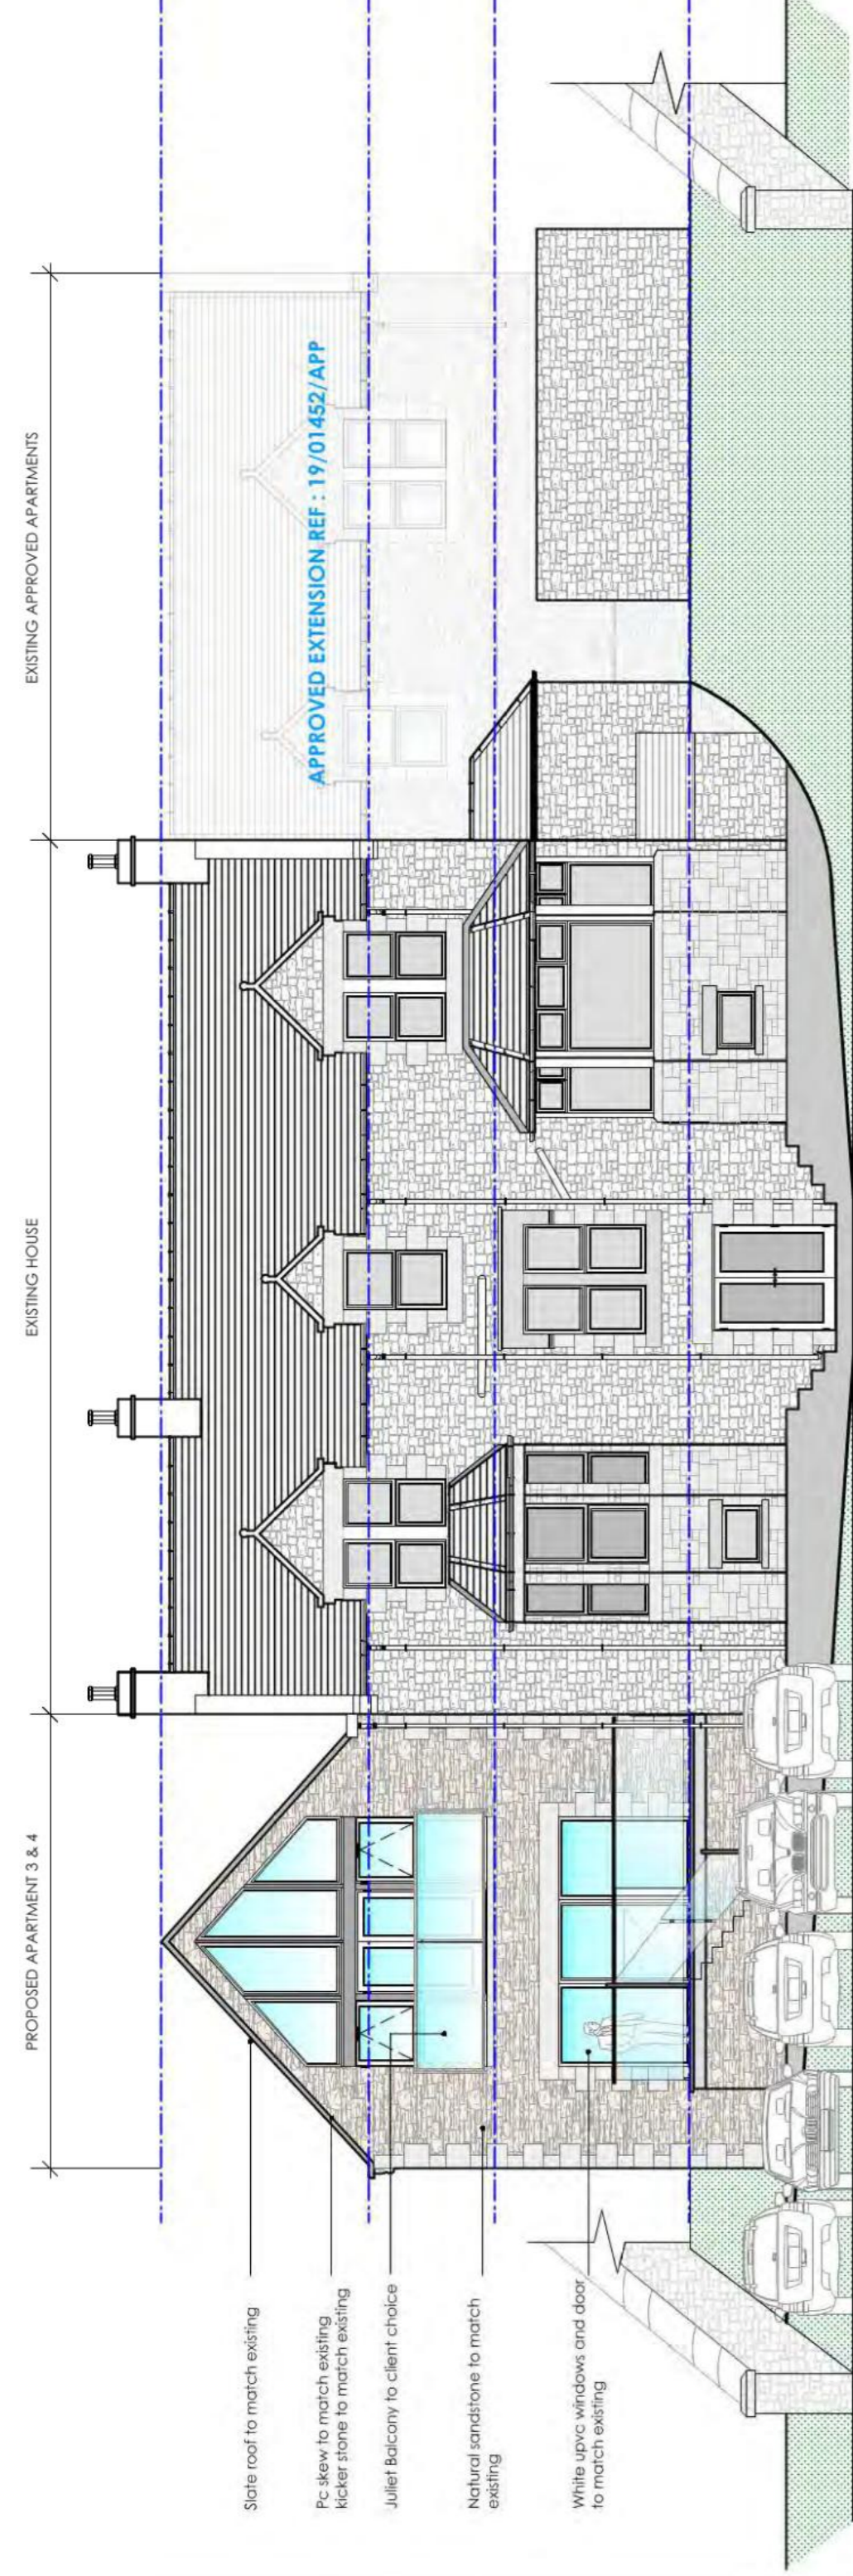 PROPOSED APARTMENT 3 & 4
EXISTING HOUSE
EXISTING APPROVED APARTMENTS
APPROVED EXTENSION REF : 19/01452/APP
Slate roof to match existing
Pc skew to match existing
kicker stone to match existing
Juliet Balcony to client choice
Natural sandstone to match
existing
White upvc windows and door
to match existing